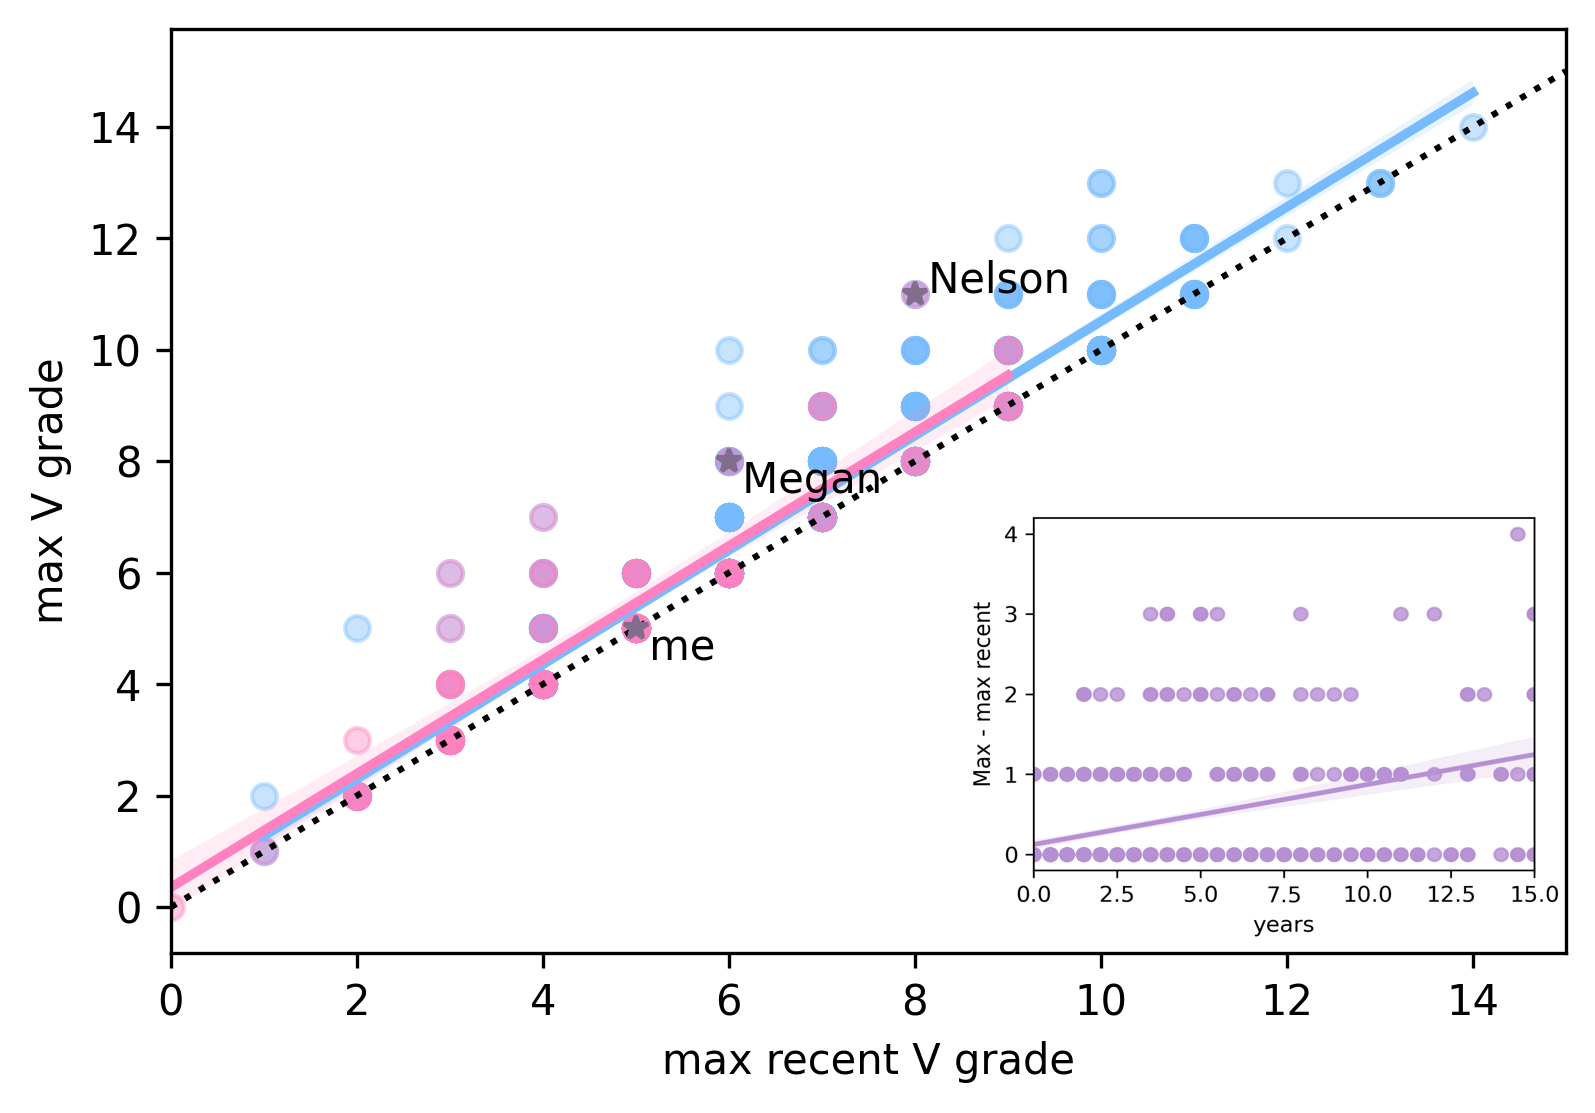 14
12
10
8
6
4
2
0
max V grade
Nelson
Megan
me
4
3
2
1
0
Max - max recent
0.0 2.5 5.0 7.5 10.0 12.5 15.0
years
0 2 4 6 8 10 12 14
max recent V grade